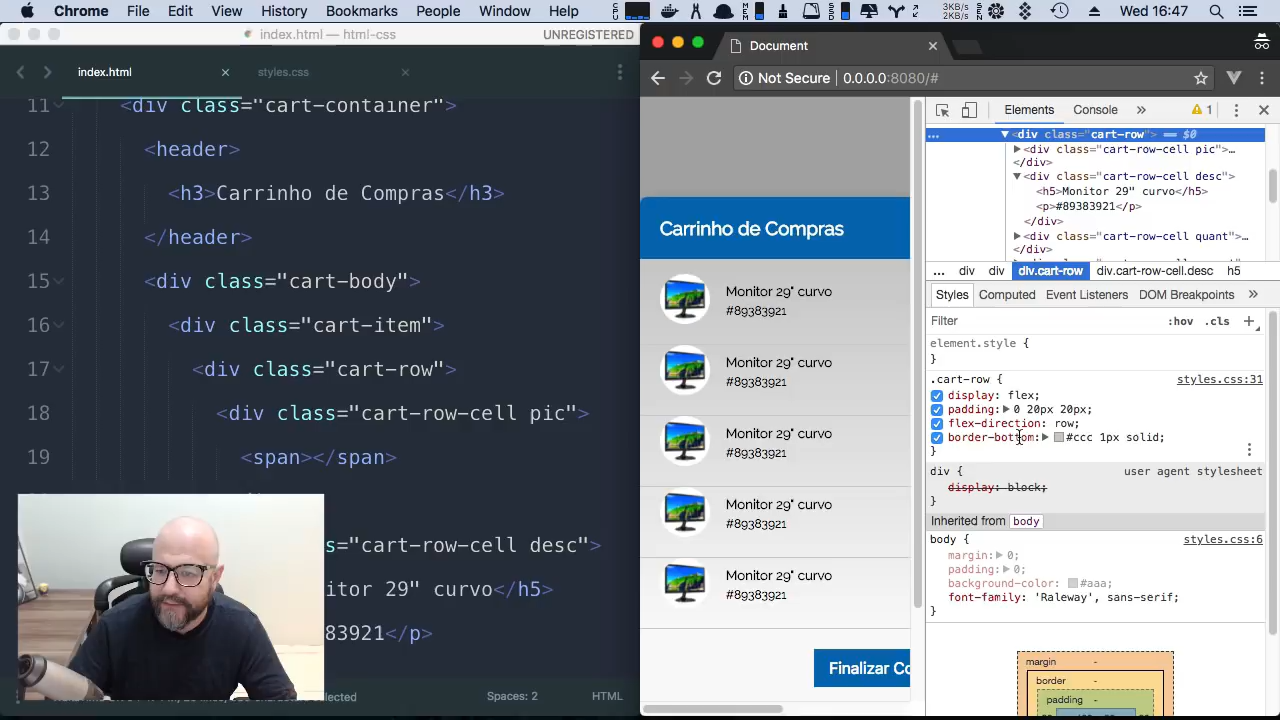 Chrome File Edit View History Bookmarks People Window Help
3KB/s
2KB/s
Wed 16:47
index.html — html-css
UNREGISTERED
index.html
styles.css
11 <div class="cart-container">
12 <header>
13 <h3>Carrinho de Compras</h3>
14 </header>
15 <div class="cart-body">
16 <div class="cart-item">
17 <div class="cart-row">
18 <div class="cart-row-cell pic">
19 <span></span>
s="cart-row-cell desc">
itor 29" curvo</h5>
83921</p>
Spaces: 2
HTML
Document
Not Secure 0.0.0.0:8080/#
Carrinho de Compras
Monitor 29" curvo
#89383921
Monitor 29" curvo
#89383921
Monitor 29" curvo
#89383921
Monitor 29" curvo
#89383921
Monitor 29" curvo
#89383921
Finalizar Co
Elements Console » 1
... <div class="cart-row"> == $0
<div class="cart-row-cell pic">…
</div>
<div class="cart-row-cell desc">
<h5>Monitor 29" curvo</h5>
<p>#89383921</p>
</div>
<div class="cart-row-cell quant">…
</div>
... div div div.cart-row div.cart-row-cell.desc h5
Styles Computed Event Listeners DOM Breakpoints »
Filter :hov .cls +
element.style {
}
.cart-row { styles.css:31
display: flex;
padding: 0 20px 20px;
flex-direction: row;
border-bottom: #ccc 1px solid;
}
div { user agent stylesheet
display: block;
}
Inherited from body
body { styles.css:6
margin: 0;
padding: 0;
background-color: #aaa;
font-family: 'Raleway', sans-serif;
}
margin -
border -
padding -